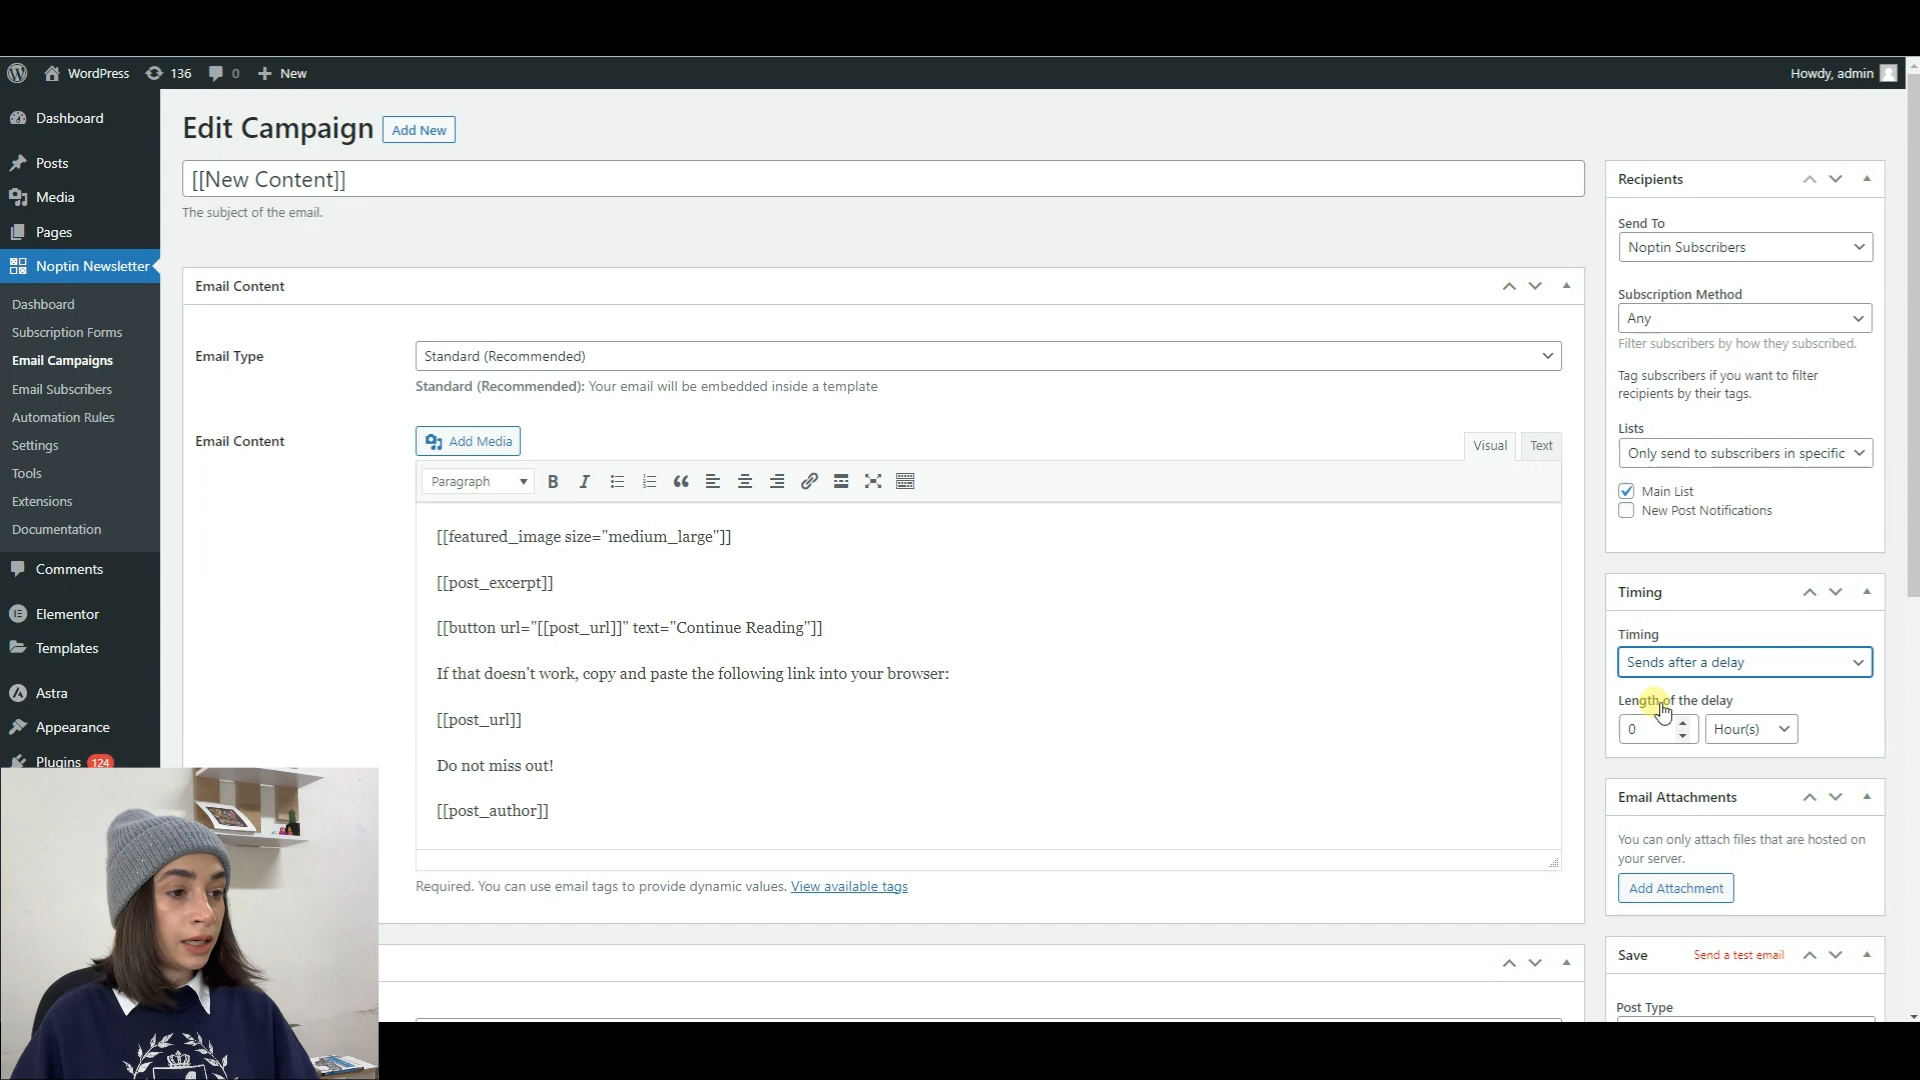 WordPress
136
0
New
Howdy, admin
Dashboard
Posts
Media
Pages
Noptin Newsletter
Dashboard
Subscription Forms
Email Campaigns
Email Subscribers
Automation Rules
Settings
Tools
Extensions
Documentation
Comments
Elementor
Templates
Astra
Appearance
Plugins 124
Edit Campaign
Add New
[[New Content]]
The subject of the email.
Email Content
Email Type
Standard (Recommended)
Standard (Recommended): Your email will be embedded inside a template
Email Content
Add Media
Visual
Text
Paragraph
[[featured_image size="medium_large"]]
[[post_excerpt]]
[[button url="[[post_url]]" text="Continue Reading"]]
If that doesn't work, copy and paste the following link into your browser:
[[post_url]]
Do not miss out!
[[post_author]]
Required. You can use email tags to provide dynamic values. View available tags
Recipients
Send To
Noptin Subscribers
Subscription Method
Any
Filter subscribers by how they subscribed.
Tag subscribers if you want to filter
recipients by their tags.
Lists
Only send to subscribers in specific
Main List
New Post Notifications
Timing
Timing
Sends after a delay
Length of the delay
0
Hour(s)
Email Attachments
You can only attach files that are hosted on
your server.
Add Attachment
Save
Send a test email
Post Type